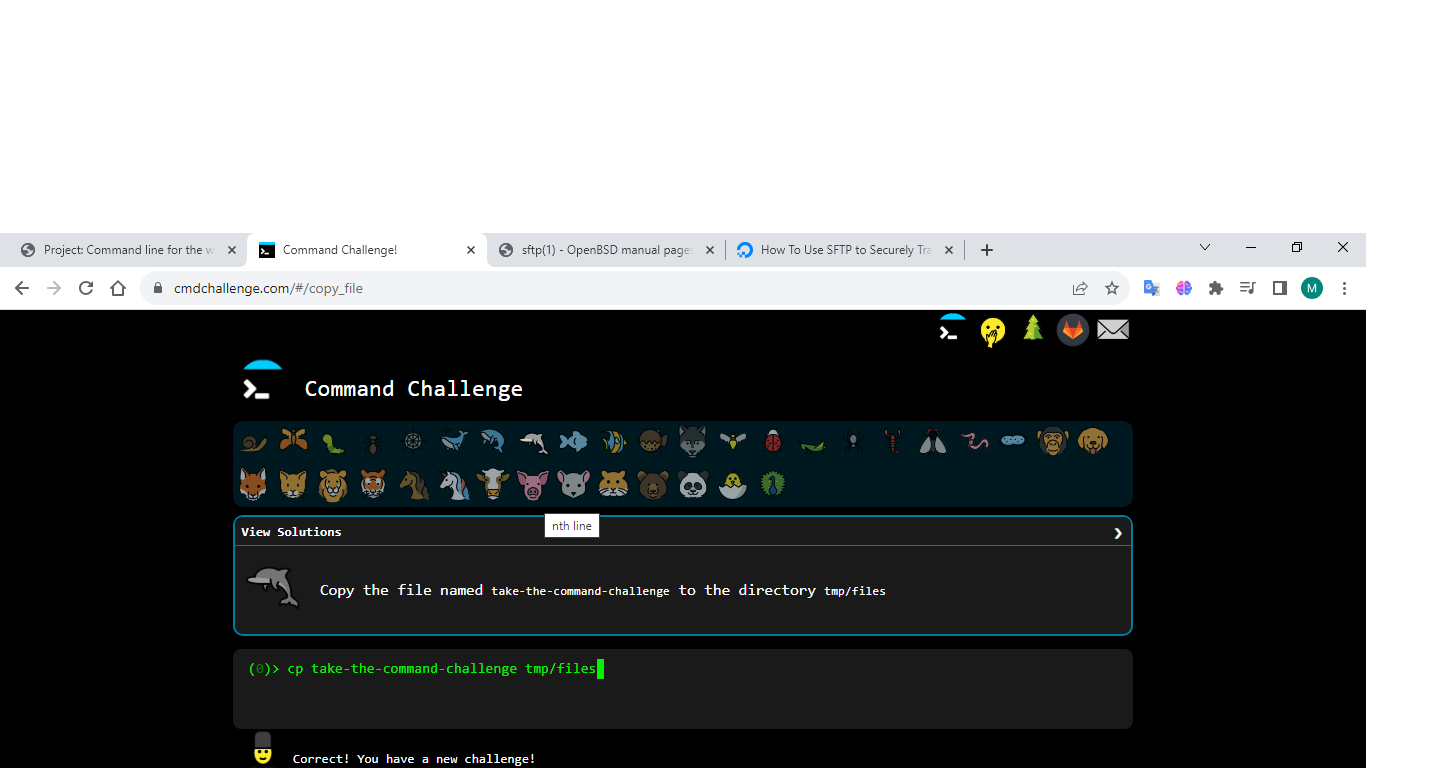 Project: Command line for the w
Command Challenge!
sftp(1) - OpenBSD manual pages
How To Use SFTP to Securely Tra
cmdchallenge.com/#/copy_file
M
Command Challenge
nth line
View Solutions
Copy the file named take-the-command-challenge to the directory tmp/files
(0)> cp take-the-command-challenge tmp/files
Correct! You have a new challenge!